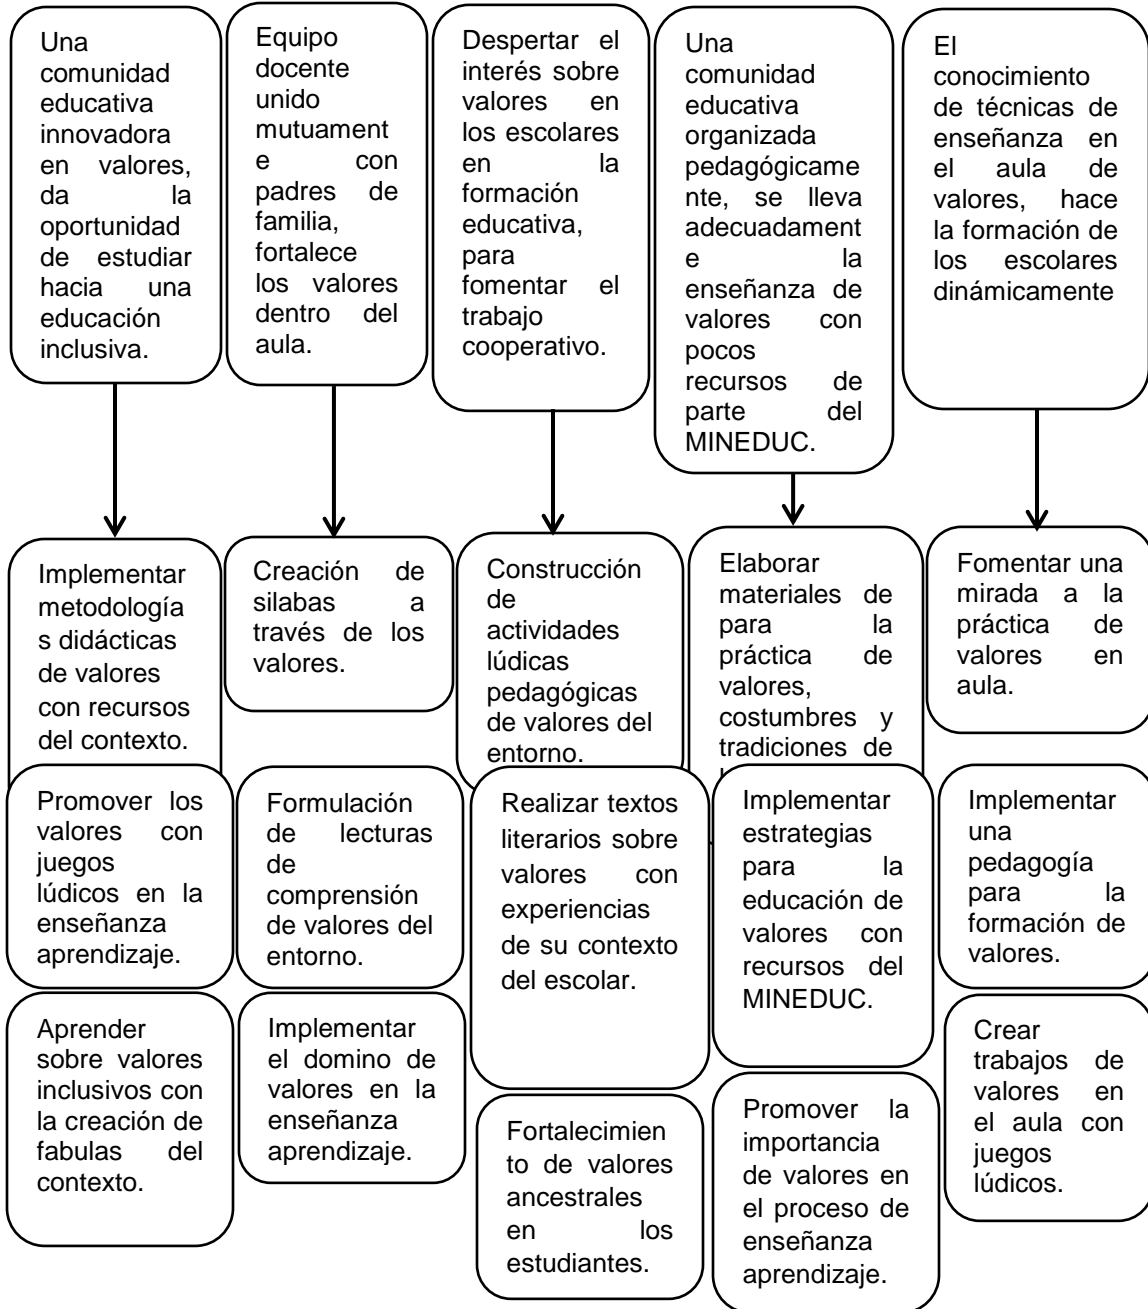 Una
comunidad
educativa
innovadora
en valores,
da la
oportunidad
de estudiar
hacia una
educación
inclusiva.
Equipo
docente
unido
mutuament
e con
padres de
familia,
fortalece
los valores
dentro del
aula.
Despertar el
interés sobre
valores en
los escolares
en la
formación
educativa,
para
fomentar el
trabajo
cooperativo.
Una
comunidad
educativa
organizada
pedagógicame
nte, se lleva
adecuadament
e la
enseñanza de
valores con
pocos
recursos de
parte del
MINEDUC.
El
conocimiento
de técnicas de
enseñanza en
el aula de
valores, hace
la formación de
los escolares
dinámicamente
Implementar
metodología
s didácticas
de valores
con recursos
del contexto.
Creación de
silabas a
través de los
valores.
Construcción
de
actividades
lúdicas
pedagógicas
de valores del
entorno.
Elaborar
materiales de
para la
práctica de
valores,
costumbres y
tradiciones de
Fomentar una
mirada a la
práctica de
valores en
aula.
Promover los
valores con
juegos
lúdicos en la
enseñanza
aprendizaje.
Formulación
de lecturas
de
comprensión
de valores del
entorno.
Realizar textos
literarios sobre
valores con
experiencias
de su contexto
del escolar.
Implementar
estrategias
para la
educación de
valores con
recursos del
MINEDUC.
Implementar
una
pedagogía
para la
formación de
valores.
Aprender
sobre valores
inclusivos con
la creación de
fabulas del
contexto.
Implementar
el domino de
valores en la
enseñanza
aprendizaje.
Fortalecimien
to de valores
ancestrales
en los
estudiantes.
Promover la
importancia
de valores en
el proceso de
enseñanza
aprendizaje.
Crear
trabajos de
valores en
el aula con
juegos
lúdicos.